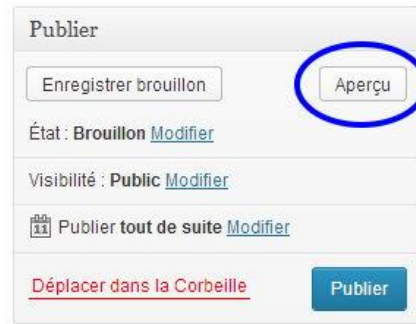 Publier
Enregistrer brouillon Aperçu
État : Brouillon Modifier
Visibilité : Public Modifier
11 Publier tout de suite Modifier
Déplacer dans la Corbeille Publier